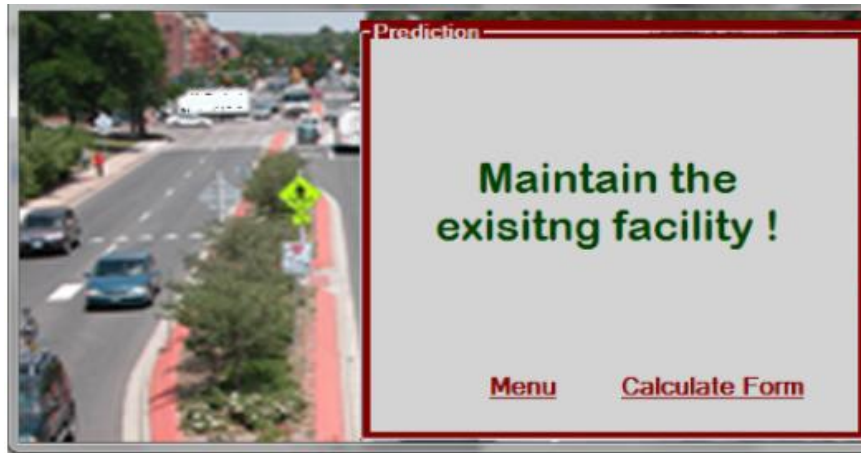 Prediction
Maintain the
exisitng facility !
Menu Calculate Form